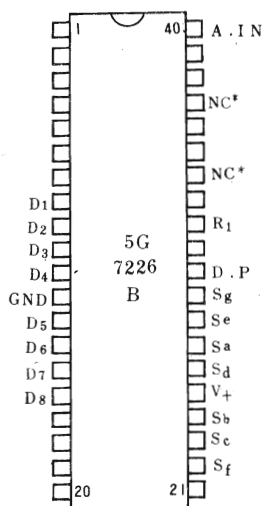 1 40 A.IN
NC*
NC*
D1
D2 R1
D3
D4 D.P
GND Sg
D5 Se
D6 Sa
D7 Sd
D8 V+
Sb
Sc
Sf
20 21
5G
7226
B